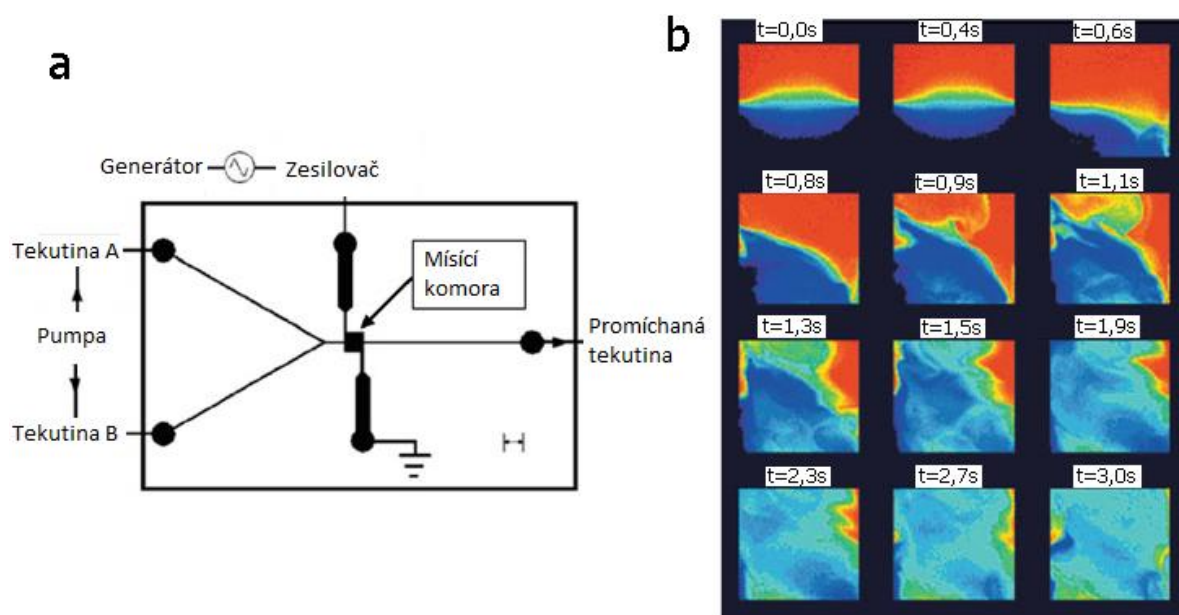 a
Generátor
Zesilovač
Tekutina A
Pumpa
Tekutina B
Mísící
komora
Promíchaná
tekutina
b
t=0,0s
t=0,4s
t=0,6s
t=0,8s
t=0,9s
t=1,1s
t=1,3s
t=1,5s
t=1,9s
t=2,3s
t=2,7s
t=3,0s